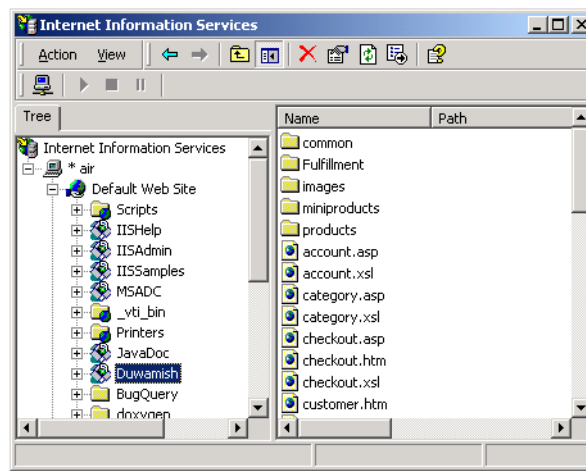 Internet Information Services
Action View
Tree
Name Path
Internet Information Services
* air
Default Web Site
Scripts
IISHelp
IISAdmin
IISSamples
MSADC
_vti_bin
Printers
JavaDoc
Duwamish
BugQuery
doxygen
common
Fulfillment
images
miniproducts
products
account.asp
account.xsl
category.asp
category.xsl
checkout.asp
checkout.htm
checkout.xsl
customer.htm